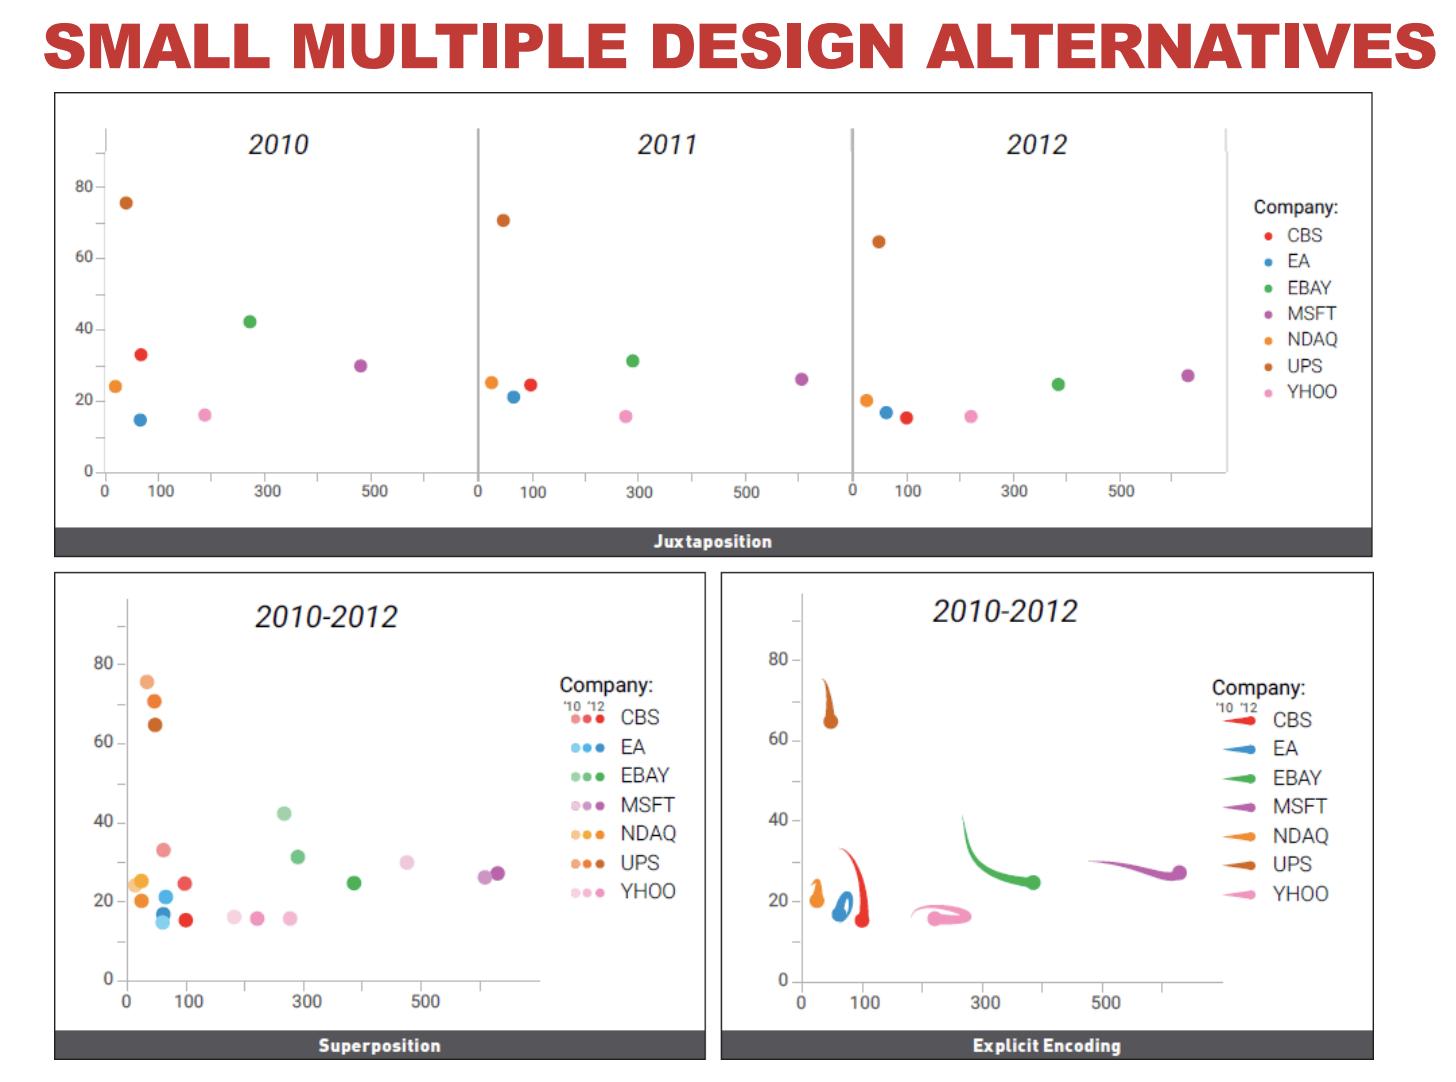 SMALL MULTIPLE DESIGN ALTERNATIVES
2010 2011 2012
80
60
40
20
0
0 100 300 500 0 100 300 500 0 100 300 500
Company:
CBS
EA
EBAY
MSFT
NDAQ
UPS
YHOO
Juxtaposition
2010-2012
80
60
40
20
0
0 100 300 500
Company:
'10 '12
CBS
EA
EBAY
MSFT
NDAQ
UPS
YHOO
Superposition
2010-2012
80
60
40
20
0
0 100 300 500
Company:
'10 '12
CBS
EA
EBAY
MSFT
NDAQ
UPS
YHOO
Explicit Encoding